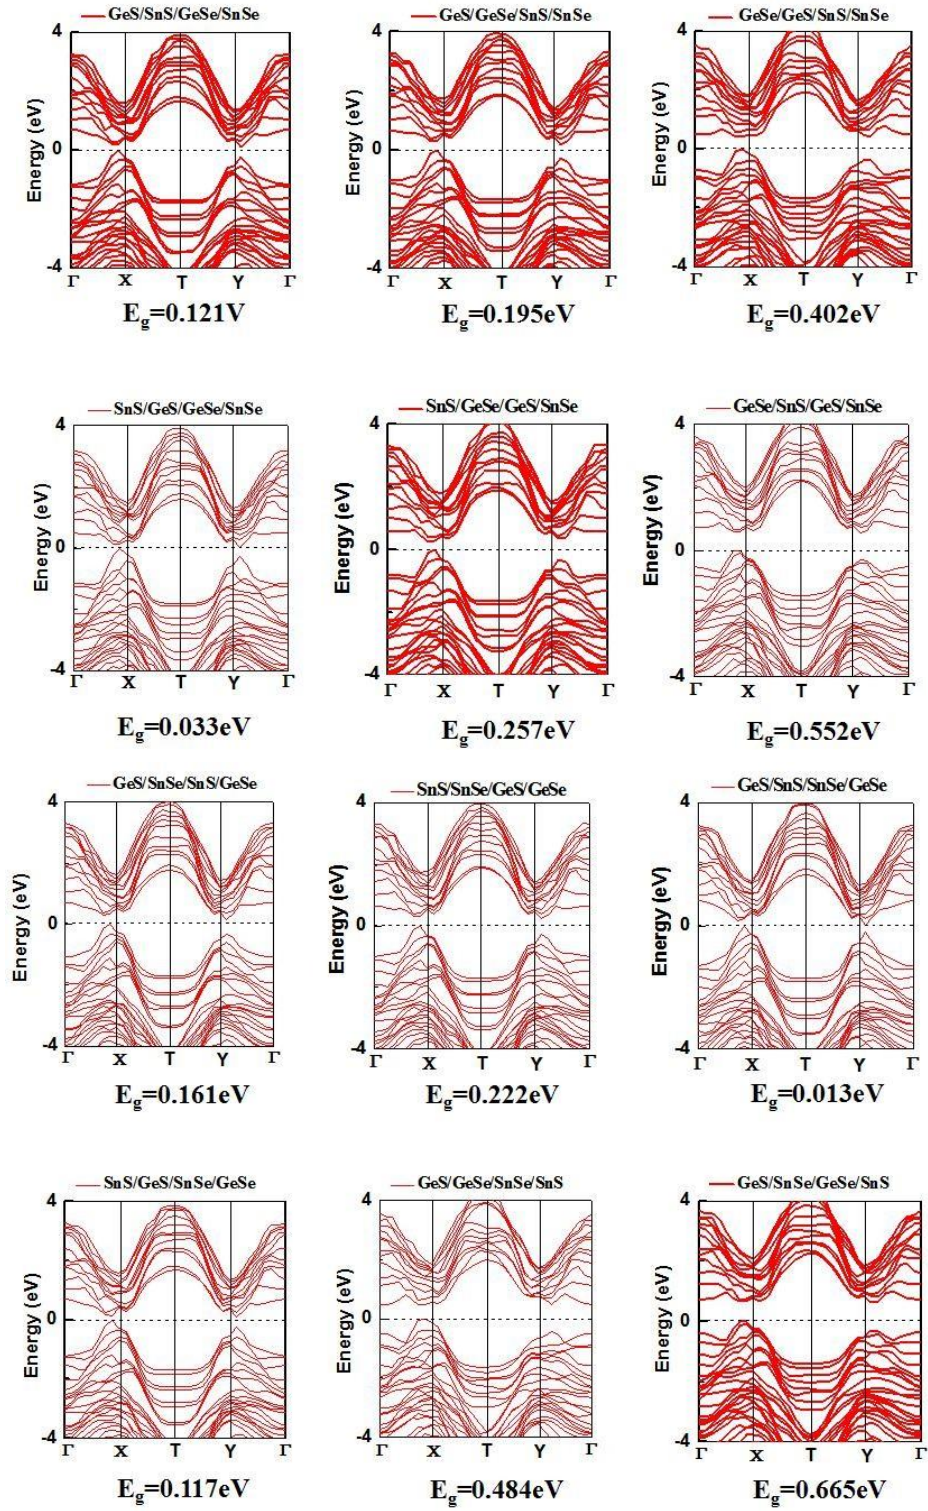 GeS/SnS/GeSe/SnSe
4
0
-4
Energy (eV)
Γ X T Y Γ
Eg=0.121V
GeS/GeSe/SnS/SnSe
4
0
-4
Energy (eV)
Γ X T Y Γ
Eg=0.195eV
GeSe/GeS/SnS/SnSe
4
0
-4
Energy (eV)
Γ X T Y Γ
Eg=0.402eV
SnS/GeS/GeSe/SnSe
4
0
-4
Energy (eV)
Γ X T Y Γ
Eg=0.033eV
SnS/GeSe/GeS/SnSe
4
0
-4
Energy (eV)
Γ X T Y Γ
Eg=0.257eV
GeSe/SnS/GeS/SnSe
4
0
-4
Energy (eV)
Γ X T Y Γ
Eg=0.552eV
GeS/SnSe/SnS/GeSe
4
0
-4
Energy (eV)
Γ X T Y Γ
Eg=0.161eV
SnS/SnSe/GeS/GeSe
4
0
-4
Energy (eV)
Γ X T Y Γ
Eg=0.222eV
GeS/SnS/SnSe/GeSe
4
0
-4
Energy (eV)
Γ X T Y Γ
Eg=0.013eV
SnS/GeS/SnSe/GeSe
4
0
-4
Energy (eV)
Γ X T Y Γ
Eg=0.117eV
GeS/GeSe/SnSe/SnS
4
0
-4
Energy (eV)
Γ X T Y Γ
Eg=0.484eV
GeS/SnSe/GeSe/SnS
4
0
-4
Energy (eV)
Γ X T Y Γ
Eg=0.665eV